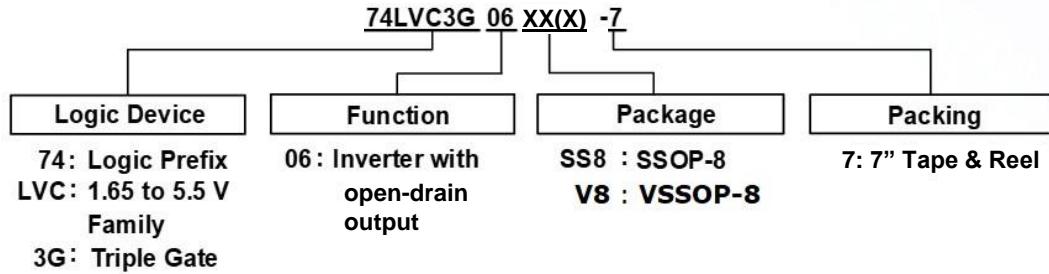 74LVC3G 06 XX(X) -7
Logic Device
74: Logic Prefix
LVC: 1.65 to 5.5 V
Family
3G: Triple Gate
Function
06: Inverter with
open-drain
output
Package
SS8 : SSOP-8
V8 : VSSOP-8
Packing
7: 7” Tape & Reel